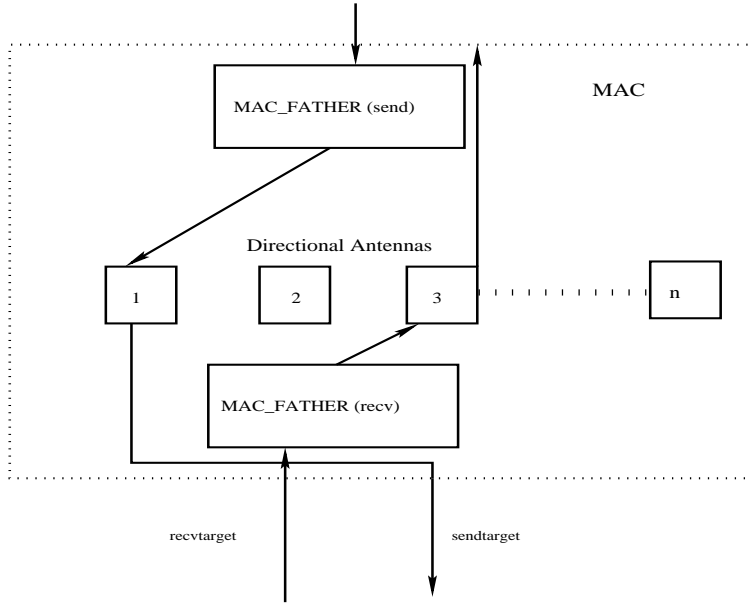 MAC_FATHER (send)
MAC
Directional Antennas
1
2
3
n
MAC_FATHER (recv)
recvtarget
sendtarget